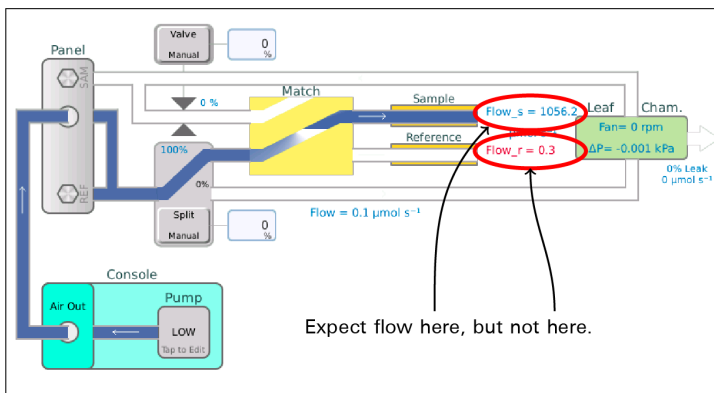 Valve
Manual
0
%
Panel
SAM
REF
0 %
Match
100%
0%
Split
Manual
0
%
Sample
Reference
Flow_s = 1056.2
Flow_r = 0.3
Leaf
Cham.
Fan= 0 rpm
ΔP= -0.001 kPa
0% Leak
0 µmol s⁻¹
Flow = 0.1 µmol s⁻¹
Console
Air Out
Pump
LOW
Tap to Edit
Expect flow here, but not here.